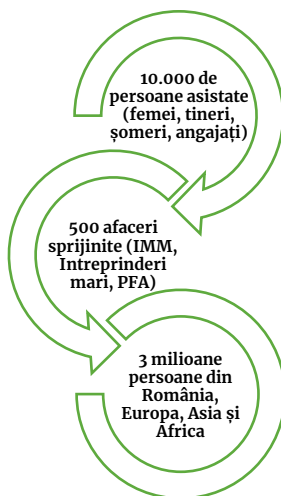 10.000 de
persoane asistate
(femei, tineri,
șomeri, angajați)
500 afaceri
sprijinite (IMM,
Intreprinderi
mari, PFA)
3 milioane
persoane din
România,
Europa, Asia și
Africa